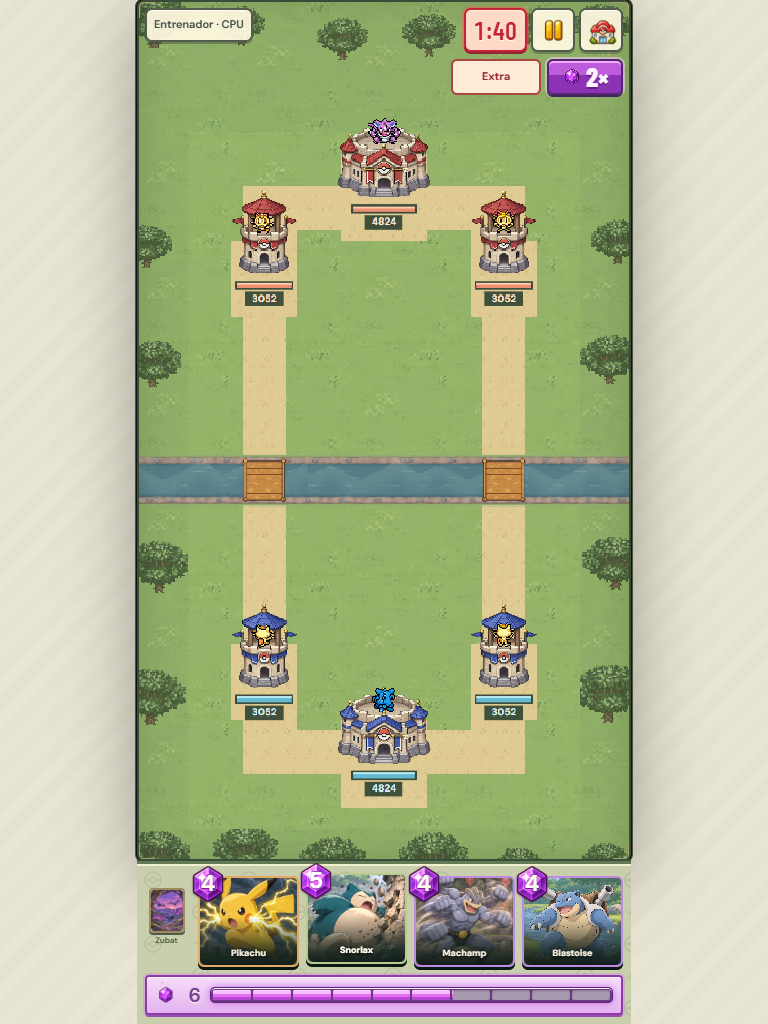 Entrenador · CPU
1:40
Extra
2×
4824
3052
3052
3052
3052
4824
4
5
4
4
Zubat
Pikachu
Snorlax
Machamp
Blastoise
6